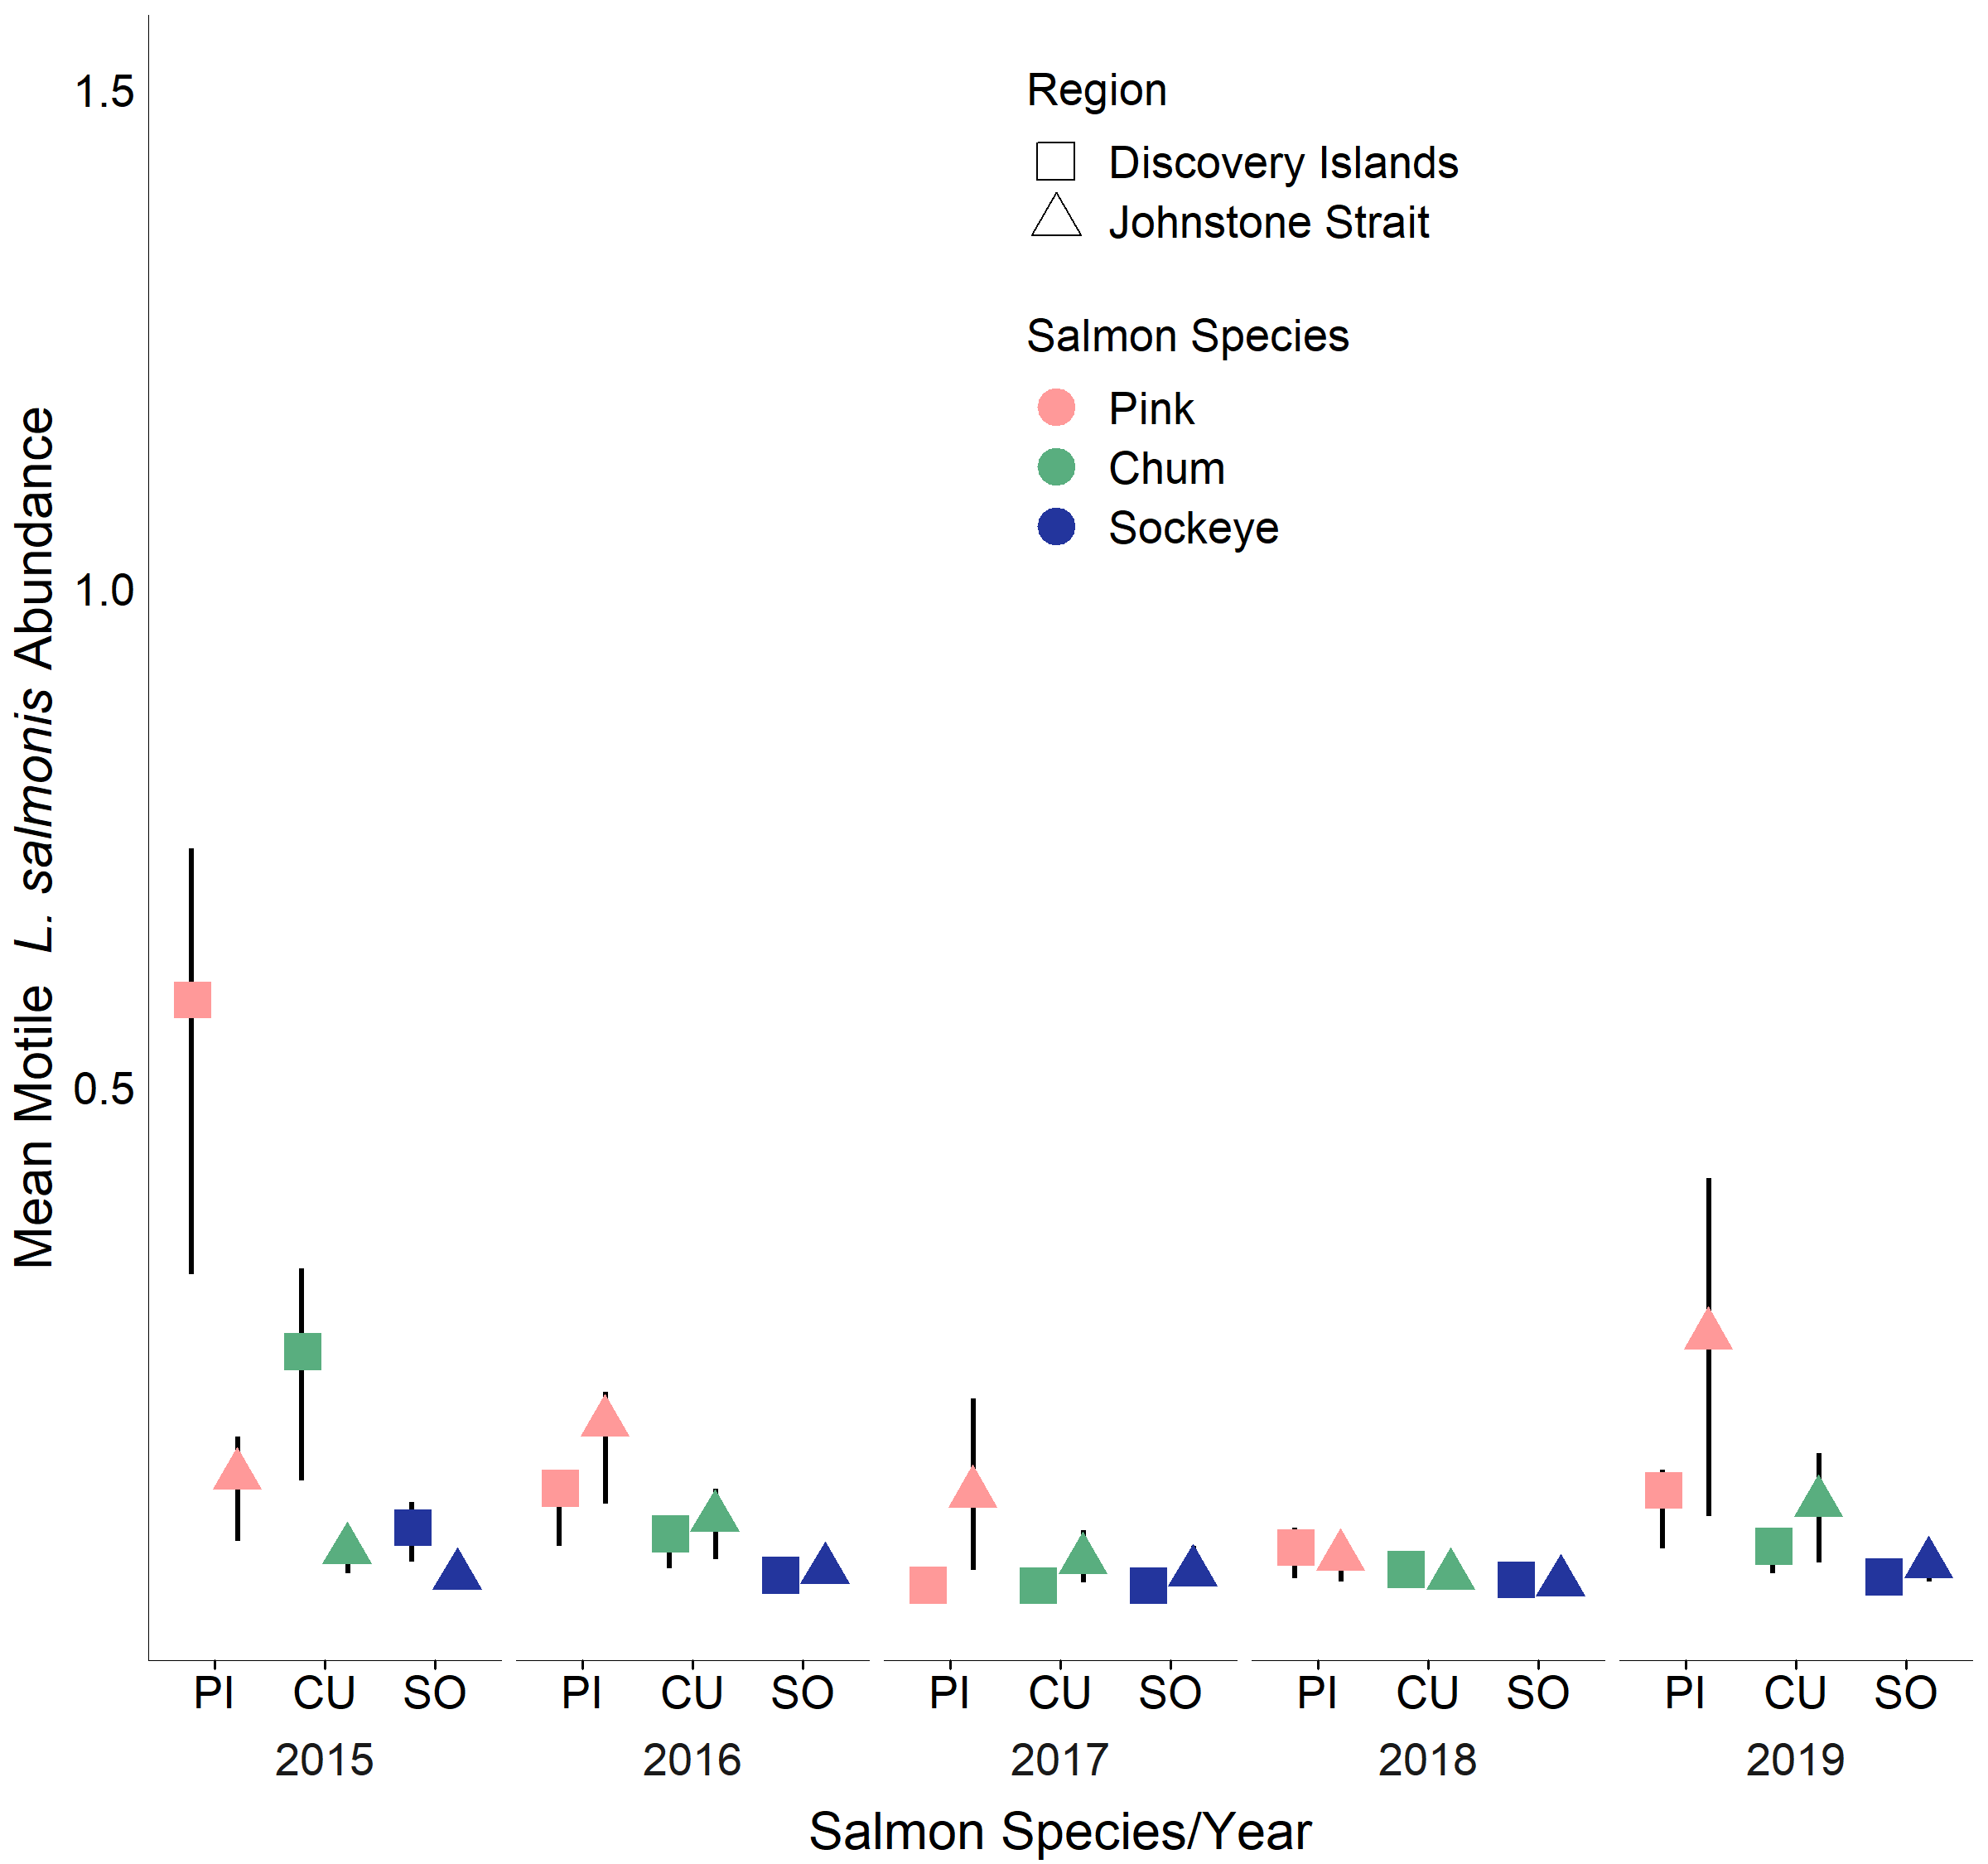 Mean Motile L. salmonis Abundance
1.5
1.0
0.5
Region
Discovery Islands
Johnstone Strait
Salmon Species
Pink
Chum
Sockeye
PI CU SO PI CU SO PI CU SO PI CU SO PI CU SO
2015 2016 2017 2018 2019
Salmon Species/Year